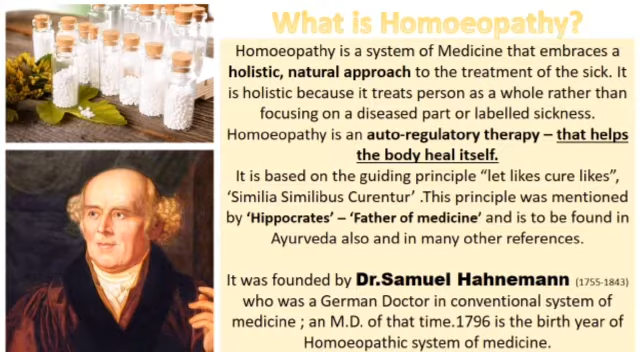 What is Homoeopathy?
Homoeopathy is a system of Medicine that embraces a
holistic, natural approach to the treatment of the sick. It
is holistic because it treats person as a whole rather than
focusing on a diseased part or labelled sickness.
Homoeopathy is an auto-regulatory therapy – that helps
the body heal itself.
It is based on the guiding principle “let likes cure likes”,
‘Similia Similibus Curentur’ .This principle was mentioned
by ‘Hippocrates’ – ‘Father of medicine’ and is to be found in
Ayurveda also and in many other references.
It was founded by Dr.Samuel Hahnemann (1755-1843)
who was a German Doctor in conventional system of
medicine ; an M.D. of that time.1796 is the birth year of
Homoeopathic system of medicine.